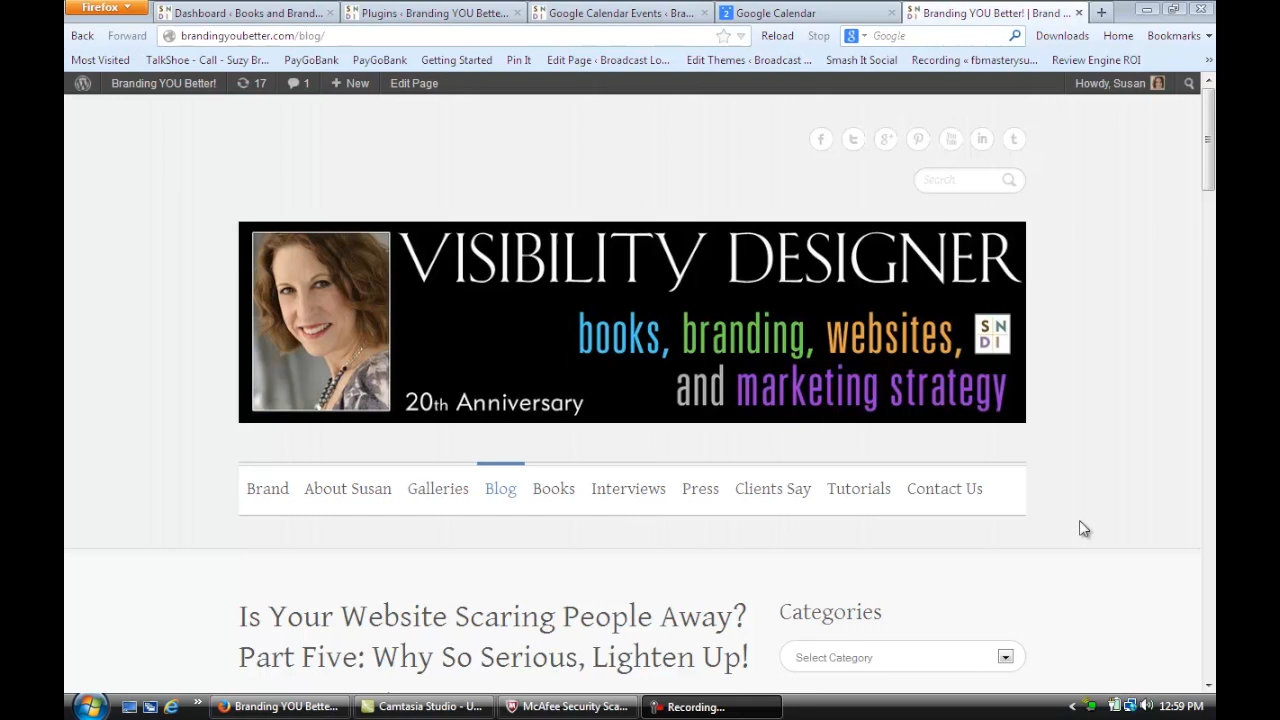 Firefox
Dashboard ‹ Books and Brand...
Plugins ‹ Branding YOU Bette...
Google Calendar Events ‹ Bra...
2 Google Calendar
Branding YOU Better! | Brand ...
Back
Forward
brandingyoubetter.com/blog/
Google
Reload
Stop
Downloads
Home
Bookmarks
Most Visited
TalkShoe - Call - Suzy Br...
PayGoBank
PayGoBank
Getting Started
Pin It
Edit Page ‹ Broadcast Lo...
Edit Themes ‹ Broadcast ...
Smash It Social
Recording « fbmasterysu...
Review Engine ROI
Branding YOU Better!
17
1
+ New
Edit Page
Howdy, Susan
Search
VISIBILITY DESIGNER
books, branding, websites,
S N
D I
and marketing strategy
20th Anniversary
Brand
About Susan
Galleries
Blog
Books
Interviews
Press
Clients Say
Tutorials
Contact Us
Is Your Website Scaring People Away?
Part Five: Why So Serious, Lighten Up!
Categories
Select Category
Branding YOU Bette...
Camtasia Studio - U...
McAfee Security Sca...
Recording...
12:59 PM